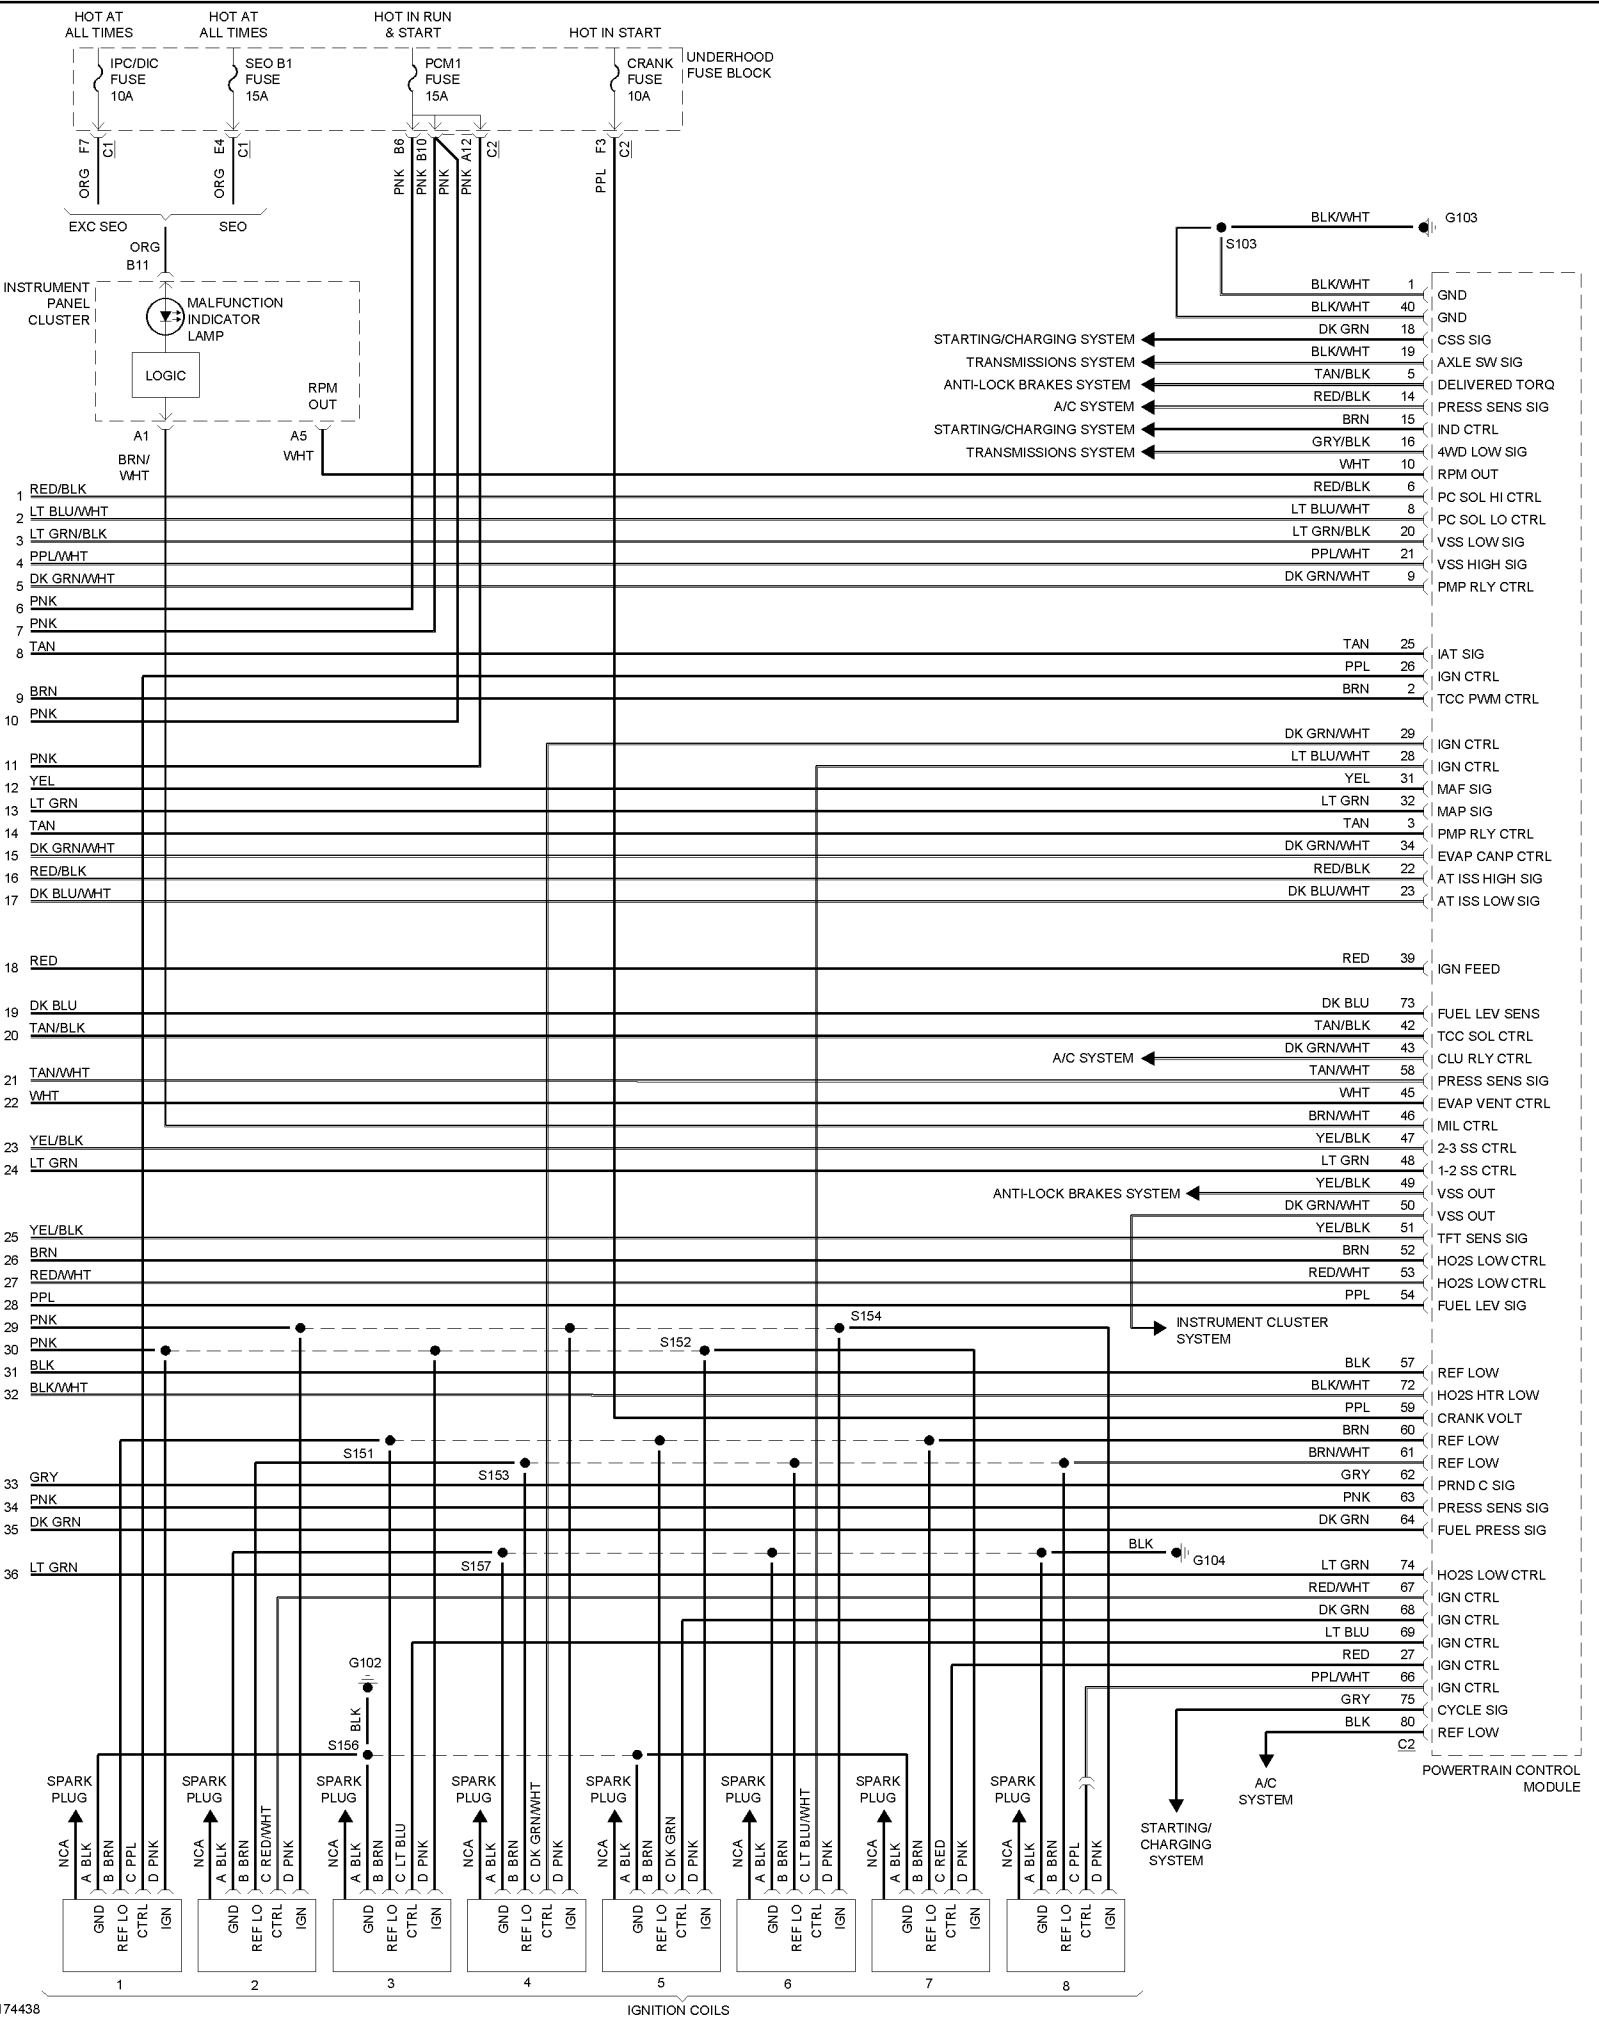 HOT AT
ALL TIMES
HOT AT
ALL TIMES
HOT IN RUN
& START
HOT IN START
IPC/DIC
FUSE
10A
SEO B1
FUSE
15A
PCM1
FUSE
15A
CRANK
FUSE
10A
UNDERHOOD
FUSE BLOCK
F7
C1
E4
C1
B6
B10
A12
C2
F3
C2
ORG
ORG
PNK
PNK
PNK
PNK
PPL
EXC SEO
SEO
ORG
B11
INSTRUMENT
PANEL
CLUSTER
MALFUNCTION
INDICATOR
LAMP
LOGIC
RPM
OUT
A1
A5
BRN/
WHT
WHT
BLK/WHT
G103
S103
BLK/WHT 1 GND
BLK/WHT 40 GND
STARTING/CHARGING SYSTEM DK GRN 18 CSS SIG
TRANSMISSIONS SYSTEM BLK/WHT 19 AXLE SW SIG
ANTI-LOCK BRAKES SYSTEM TAN/BLK 5 DELIVERED TORQ
A/C SYSTEM RED/BLK 14 PRESS SENS SIG
STARTING/CHARGING SYSTEM BRN 15 IND CTRL
TRANSMISSIONS SYSTEM GRY/BLK 16 4WD LOW SIG
WHT 10 RPM OUT
1 RED/BLK RED/BLK 6 PC SOL HI CTRL
2 LT BLU/WHT LT BLU/WHT 8 PC SOL LO CTRL
3 LT GRN/BLK LT GRN/BLK 20 VSS LOW SIG
4 PPL/WHT PPL/WHT 21 VSS HIGH SIG
5 DK GRN/WHT DK GRN/WHT 9 PMP RLY CTRL
6 PNK
7 PNK
8 TAN TAN 25 IAT SIG
PPL 26 IGN CTRL
9 BRN BRN 2 TCC PWM CTRL
10 PNK
DK GRN/WHT 29 IGN CTRL
11 PNK LT BLU/WHT 28 IGN CTRL
12 YEL YEL 31 MAF SIG
13 LT GRN LT GRN 32 MAP SIG
14 TAN TAN 3 PMP RLY CTRL
15 DK GRN/WHT DK GRN/WHT 34 EVAP CANP CTRL
16 RED/BLK RED/BLK 22 AT ISS HIGH SIG
17 DK BLU/WHT DK BLU/WHT 23 AT ISS LOW SIG
18 RED RED 39 IGN FEED
19 DK BLU DK BLU 73 FUEL LEV SENS
20 TAN/BLK TAN/BLK 42 TCC SOL CTRL
A/C SYSTEM DK GRN/WHT 43 CLU RLY CTRL
21 TAN/WHT TAN/WHT 58 PRESS SENS SIG
22 WHT WHT 45 EVAP VENT CTRL
BRN/WHT 46 MIL CTRL
23 YEL/BLK YEL/BLK 47 2-3 SS CTRL
24 LT GRN LT GRN 48 1-2 SS CTRL
ANTI-LOCK BRAKES SYSTEM YEL/BLK 49 VSS OUT
DK GRN/WHT 50 VSS OUT
25 YEL/BLK YEL/BLK 51 TFT SENS SIG
26 BRN BRN 52 HO2S LOW CTRL
27 RED/WHT RED/WHT 53 HO2S LOW CTRL
28 PPL PPL 54 FUEL LEV SIG
29 PNK S154
INSTRUMENT CLUSTER
SYSTEM
30 PNK S152
31 BLK BLK 57 REF LOW
32 BLK/WHT BLK/WHT 72 HO2S HTR LOW
PPL 59 CRANK VOLT
BRN 60 REF LOW
S151 BRN/WHT 61 REF LOW
33 GRY S153 GRY 62 PRND C SIG
34 PNK PNK 63 PRESS SENS SIG
35 DK GRN DK GRN 64 FUEL PRESS SIG
BLK G104
S157
36 LT GRN LT GRN 74 HO2S LOW CTRL
RED/WHT 67 IGN CTRL
DK GRN 68 IGN CTRL
LT BLU 69 IGN CTRL
G102 RED 27 IGN CTRL
PPL/WHT 66 IGN CTRL
BLK GRY 75 CYCLE SIG
S156 BLK 80 REF LOW
C2
POWERTRAIN CONTROL
MODULE
A/C
SYSTEM
STARTING/
CHARGING
SYSTEM
SPARK
PLUG
SPARK
PLUG
SPARK
PLUG
SPARK
PLUG
SPARK
PLUG
SPARK
PLUG
SPARK
PLUG
SPARK
PLUG
NCA
A BLK
B BRN
C PPL
D PNK
NCA
A BLK
B BRN
C RED/WHT
D PNK
NCA
A BLK
B BRN
C LT BLU
D PNK
NCA
A BLK
B BRN
C DK GRN/WHT
D PNK
NCA
A BLK
B BRN
C DK GRN
D PNK
NCA
A BLK
B BRN
C LT BLU/WHT
D PNK
NCA
A BLK
B BRN
C RED
D PNK
NCA
A BLK
B BRN
C PPL
D PNK
GND
REF LO
CTRL
IGN
GND
REF LO
CTRL
IGN
GND
REF LO
CTRL
IGN
GND
REF LO
CTRL
IGN
GND
REF LO
CTRL
IGN
GND
REF LO
CTRL
IGN
GND
REF LO
CTRL
IGN
GND
REF LO
CTRL
IGN
1 2 3 4 5 6 7 8
IGNITION COILS
174438